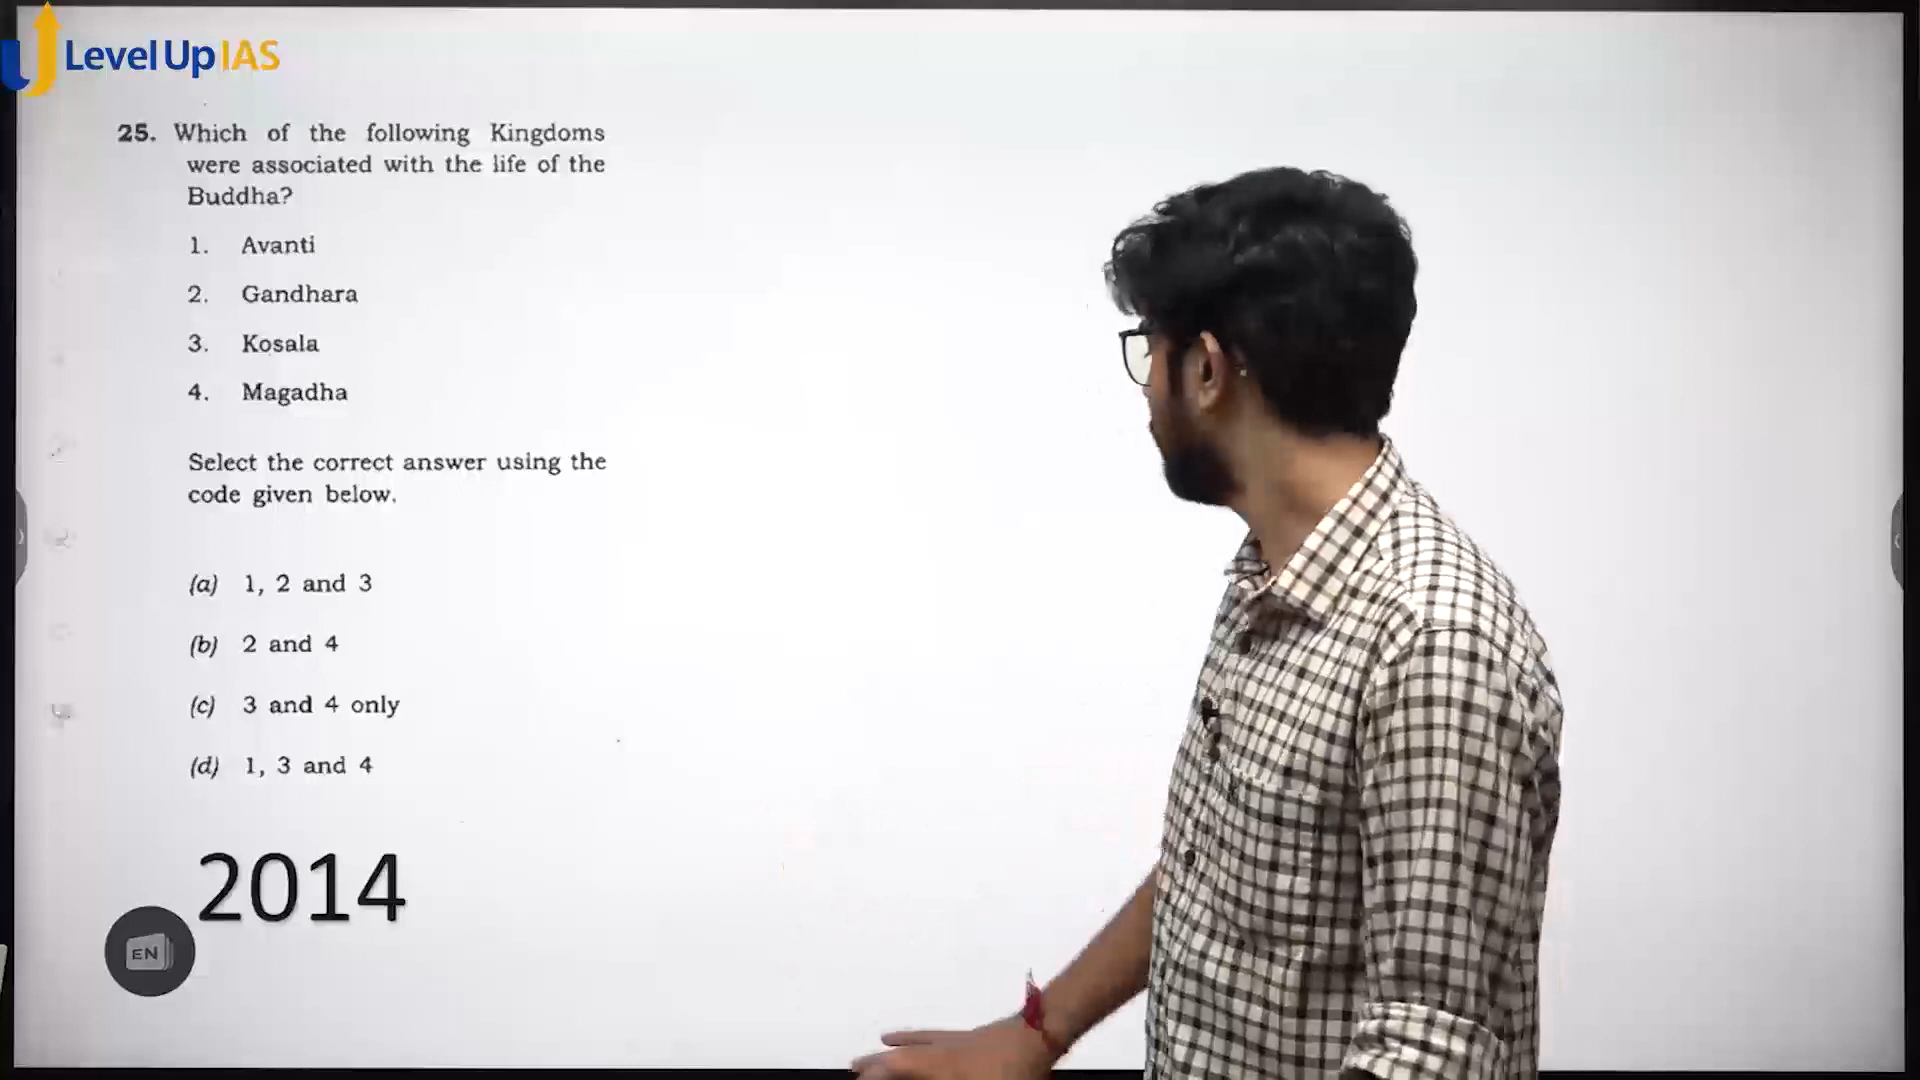 Level Up IAS
25. Which of the following Kingdoms
were associated with the life of the
Buddha?
1. Avanti
2. Gandhara
3. Kosala
4. Magadha
Select the correct answer using the
code given below.
(a) 1, 2 and 3
(b) 2 and 4
(c) 3 and 4 only
(d) 1, 3 and 4
2014
EN